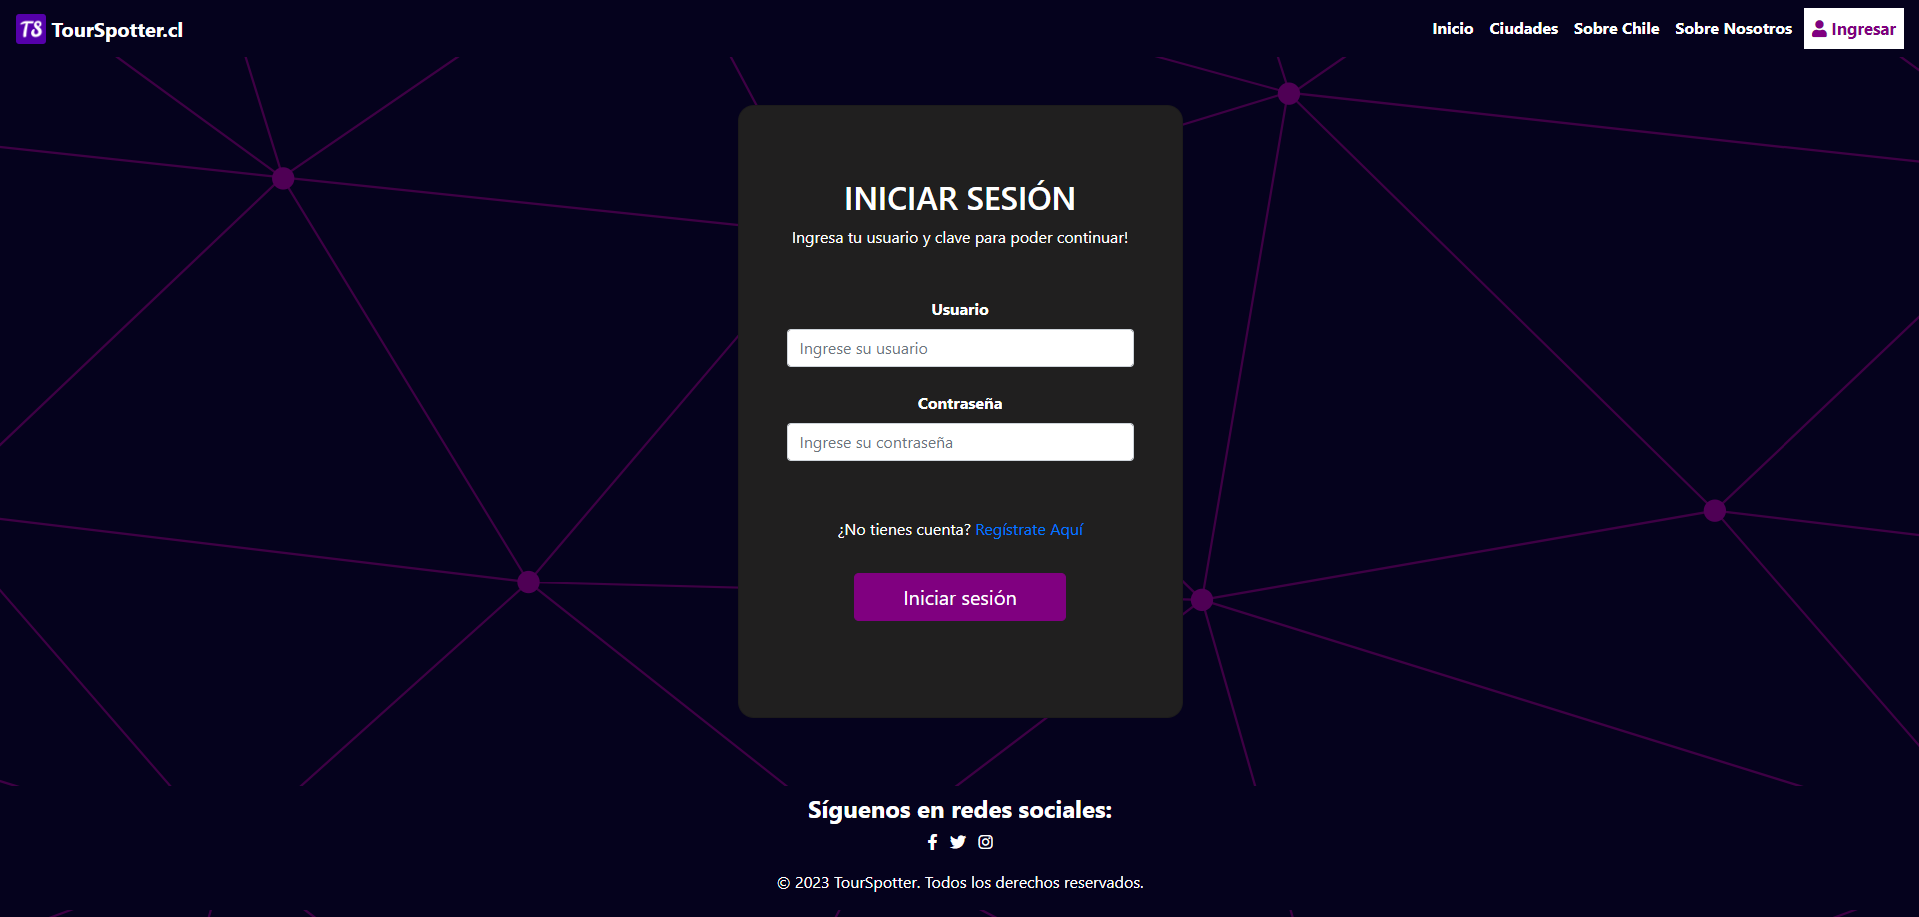 TS TourSpotter.cl
Inicio Ciudades Sobre Chile Sobre Nosotros Ingresar
INICIAR SESIÓN
Ingresa tu usuario y clave para poder continuar!
Usuario
Ingrese su usuario
Contraseña
Ingrese su contraseña
¿No tienes cuenta? Regístrate Aquí
Iniciar sesión
Síguenos en redes sociales:
© 2023 TourSpotter. Todos los derechos reservados.